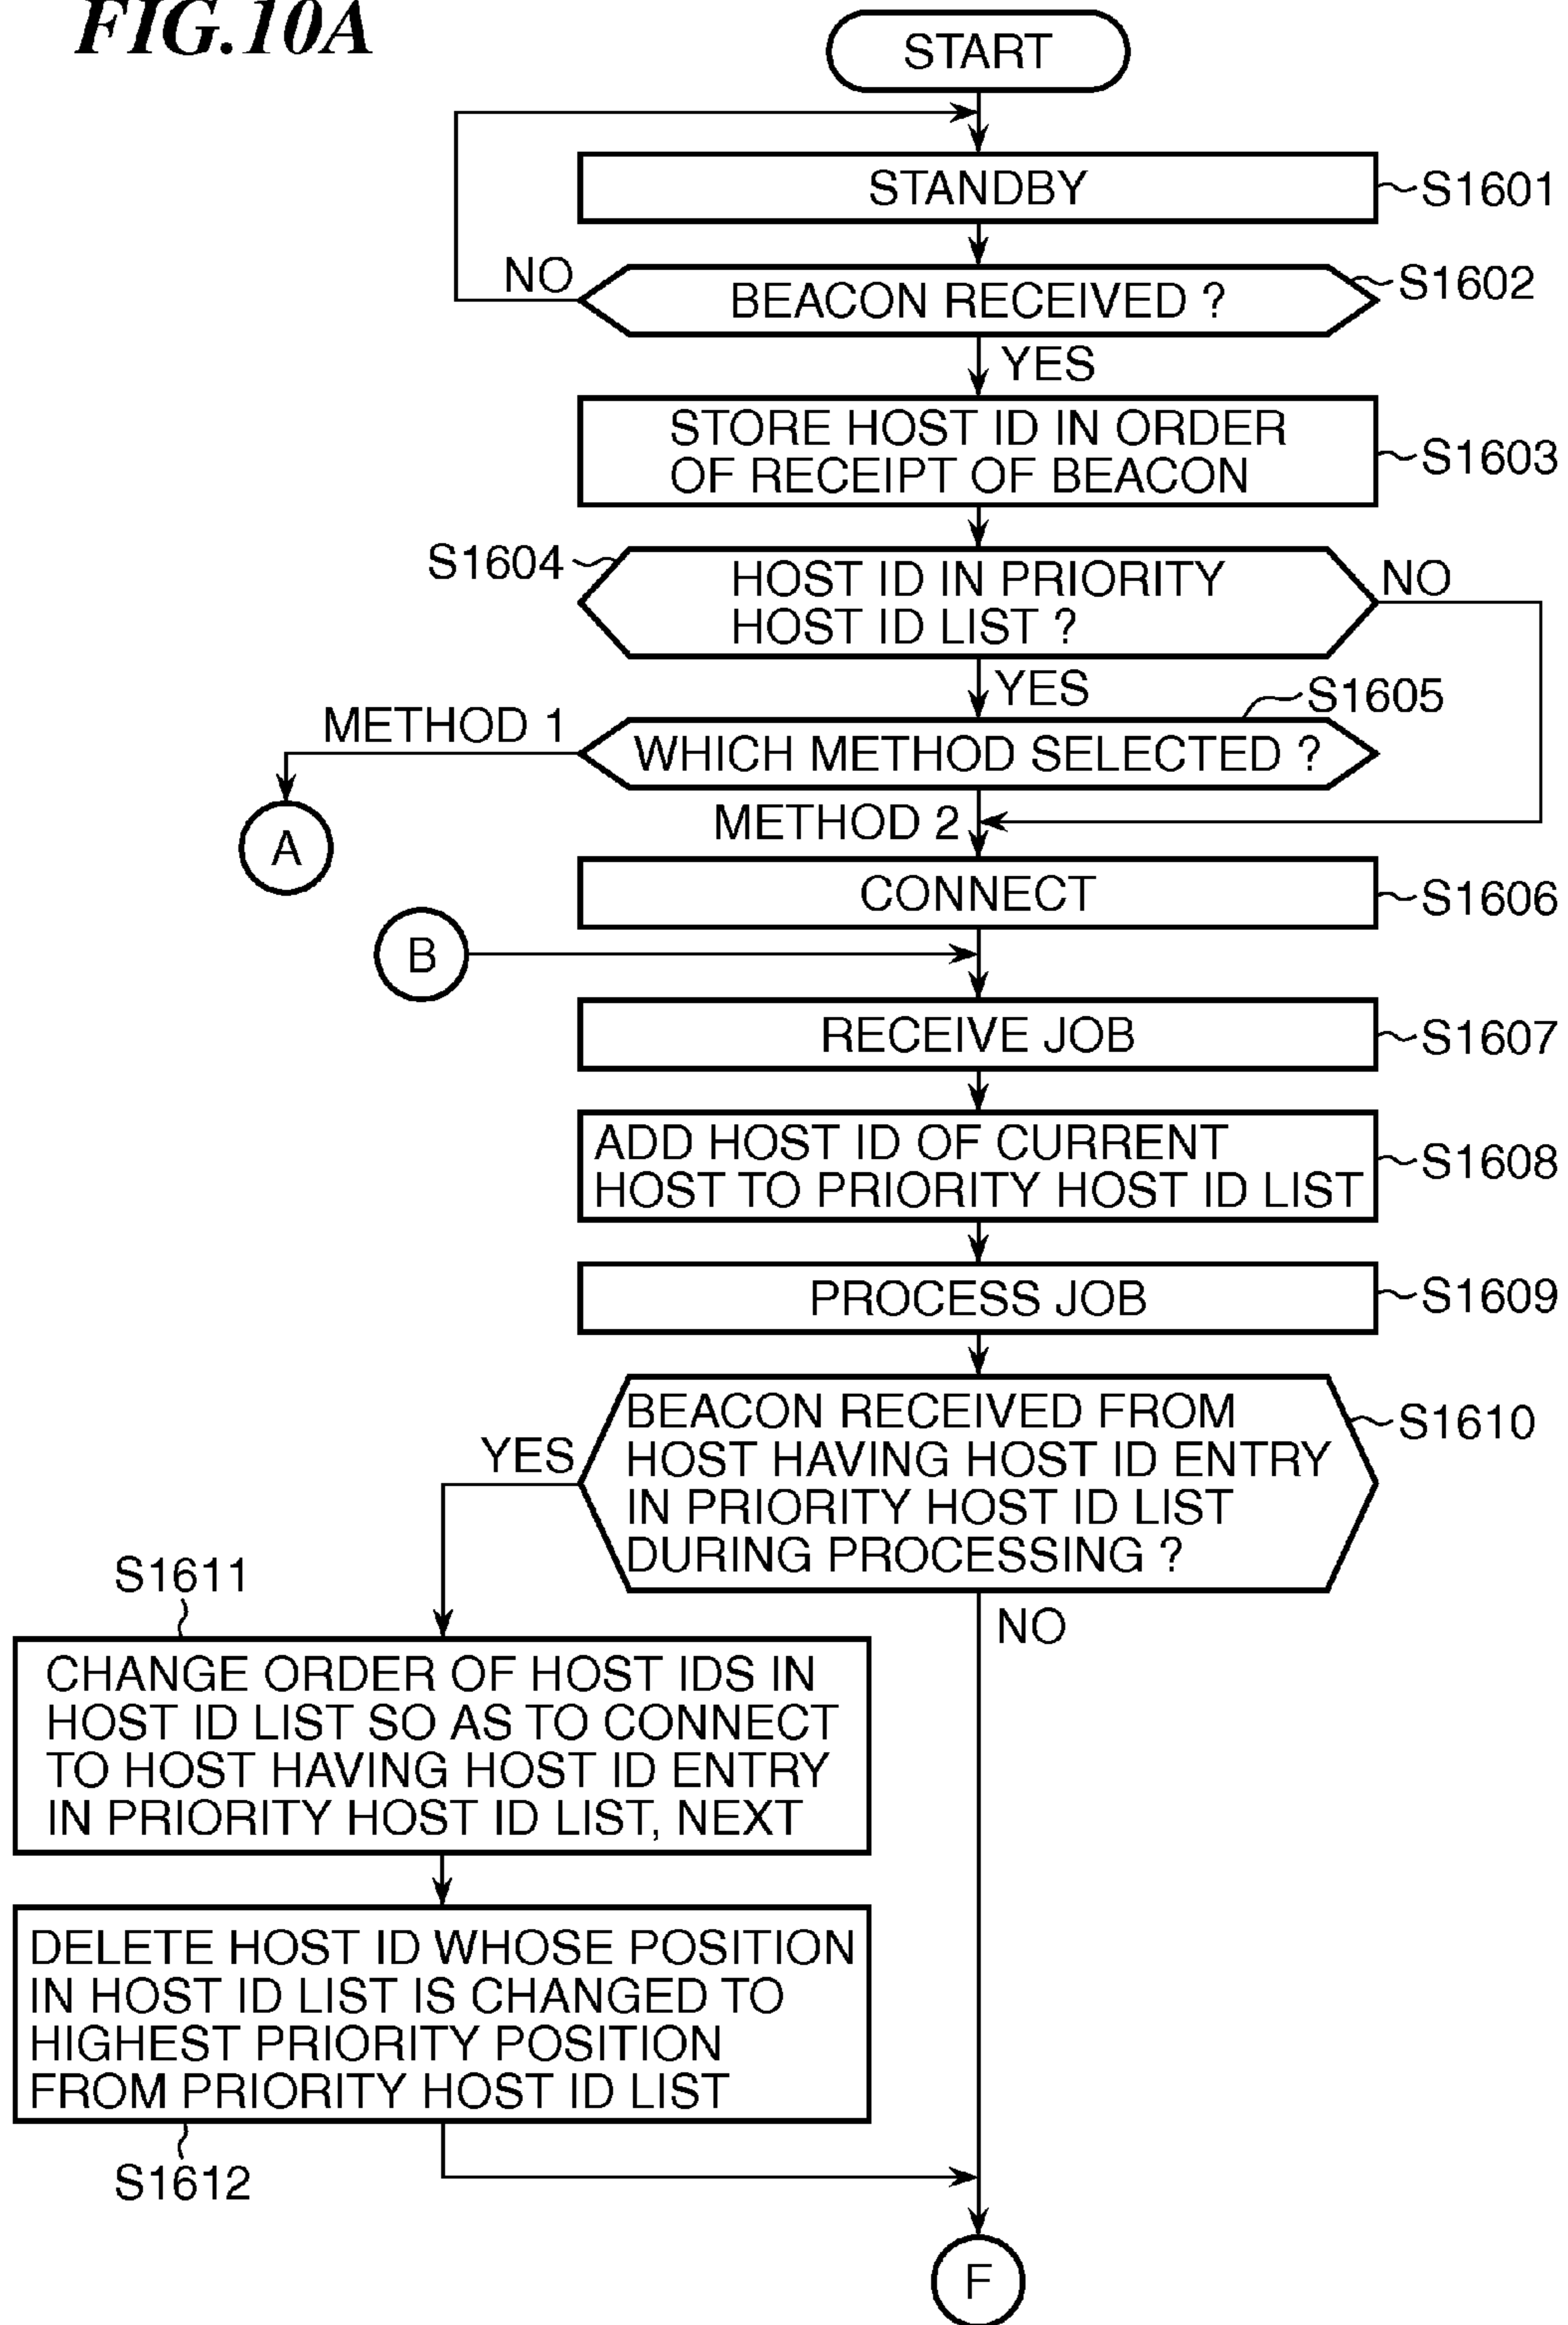 FIG.10A
START
STANDBY
S1601
NO
BEACON RECEIVED ?
S1602
YES
STORE HOST ID IN ORDER
OF RECEIPT OF BEACON
S1603
S1604
HOST ID IN PRIORITY
HOST ID LIST ?
NO
YES
S1605
METHOD 1
WHICH METHOD SELECTED ?
METHOD 2
A
CONNECT
S1606
B
RECEIVE JOB
S1607
ADD HOST ID OF CURRENT
HOST TO PRIORITY HOST ID LIST
S1608
PROCESS JOB
S1609
BEACON RECEIVED FROM
HOST HAVING HOST ID ENTRY
IN PRIORITY HOST ID LIST
DURING PROCESSING ?
S1610
YES
NO
S1611
CHANGE ORDER OF HOST IDS IN
HOST ID LIST SO AS TO CONNECT
TO HOST HAVING HOST ID ENTRY
IN PRIORITY HOST ID LIST, NEXT
DELETE HOST ID WHOSE POSITION
IN HOST ID LIST IS CHANGED TO
HIGHEST PRIORITY POSITION
FROM PRIORITY HOST ID LIST
S1612
F